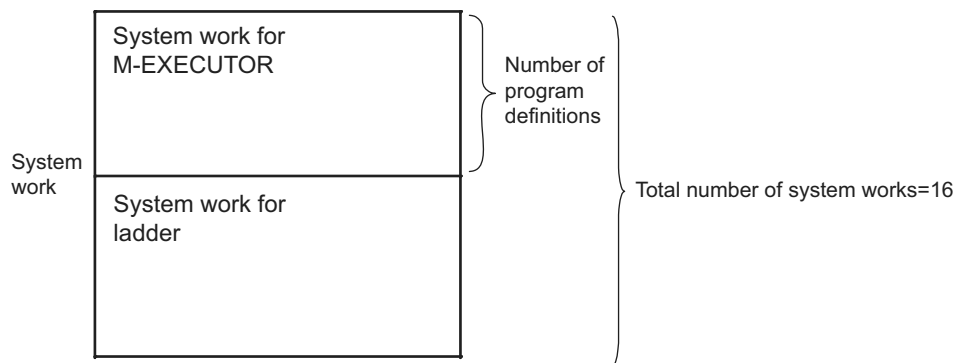 System work for
M-EXECUTOR
Number of
program
definitions
System
work
Total number of system works=16
System work for
ladder